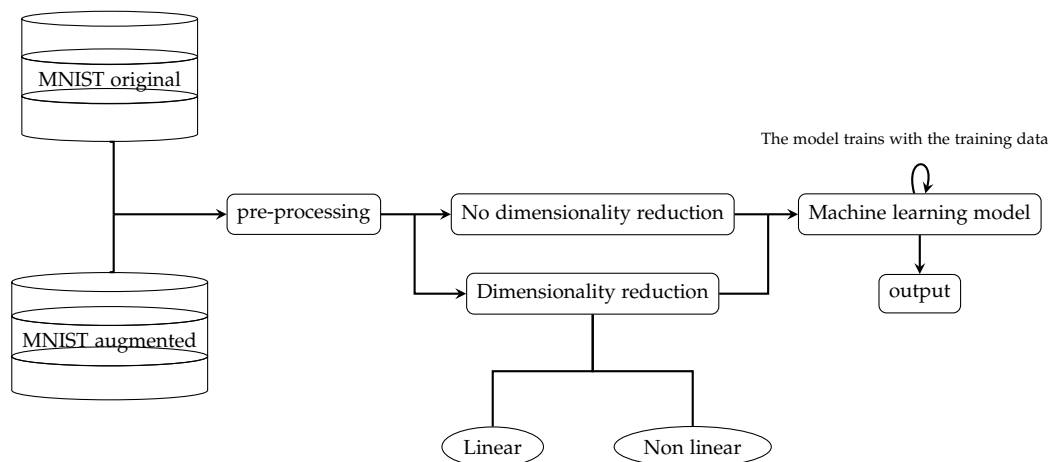 MNIST original
The model trains with the training data
pre-processing
No dimensionality reduction
Machine learning model
Dimensionality reduction
output
MNIST augmented
Linear
Non linear